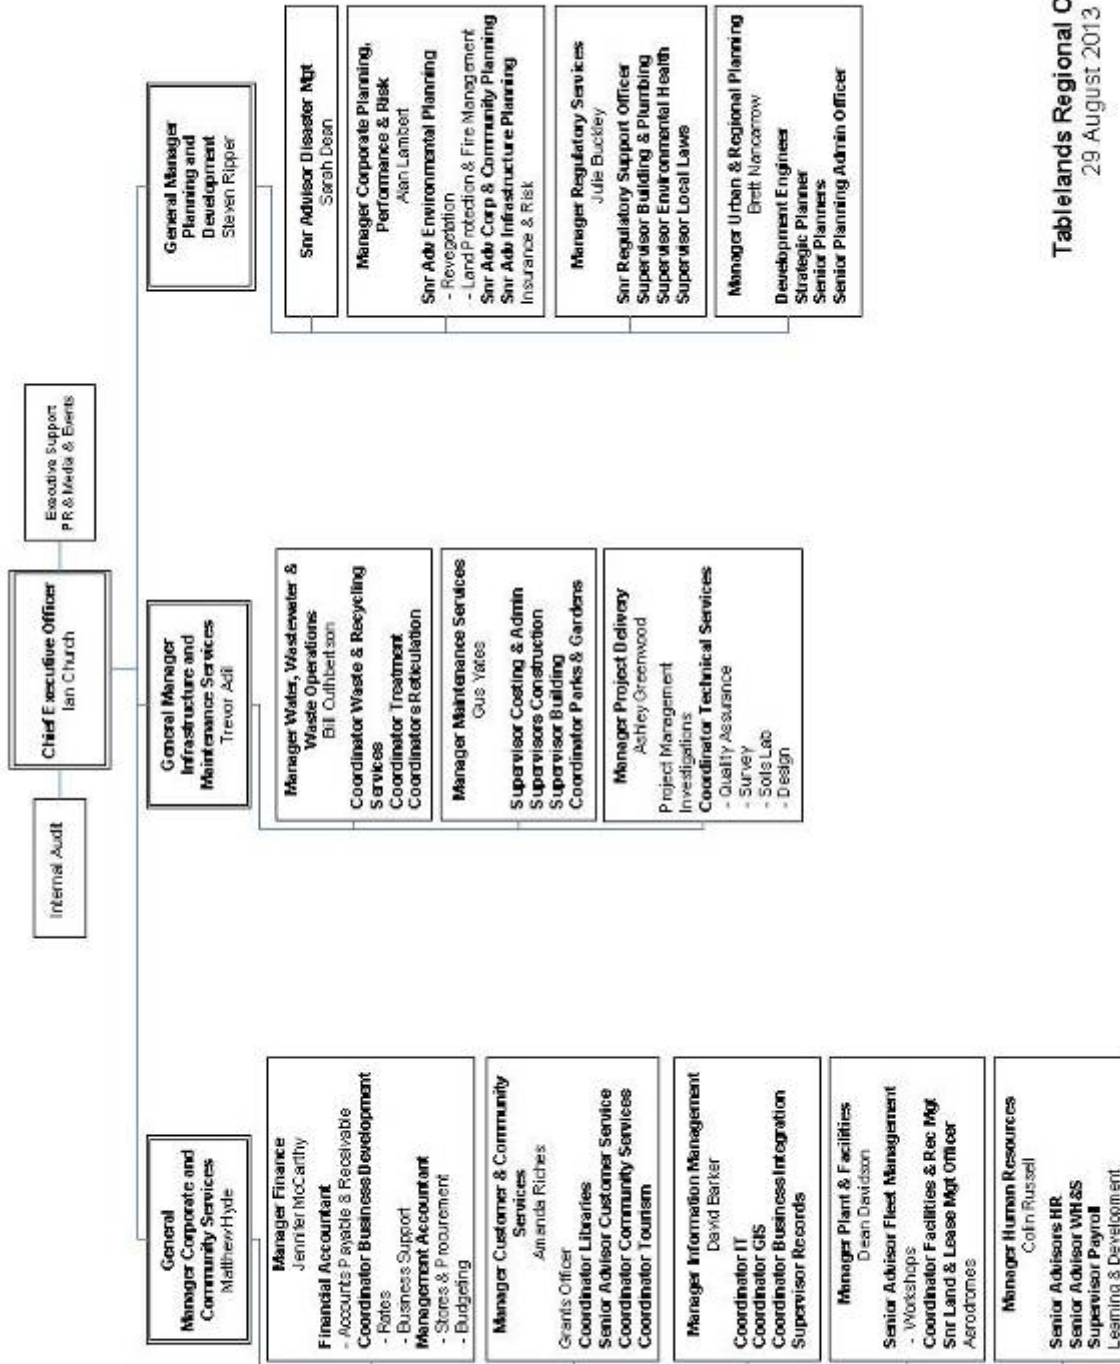 Internal Audit
Chief Executive Officer
Ian Church
Executive Support
PR & Media & Events
General
Manager Corporate and
Community Services
Matthew Hyde
Manager Finance
Jennifer McCarthy
Financial Accountant
- Accounts Payable & Receivable
Coordinator Business Development
- Rates
- Business Support
Management Accountant
- Stores & Procurement
- Budgeting
Manager Customer & Community
Services
Amanda Riches
Grants Officer
Coordinator Libraries
Senior Advisor Customer Service
Coordinator Community Services
Coordinator Tourism
Manager Information Management
David Barker
Coordinator IT
Coordinator GIS
Coordinator Business Integration
Supervisor Records
Manager Plant & Facilities
Dean Davidson
Senior Advisor Fleet Management
- Workshops
Coordinator Facilities & Rec Mgt
Snr Land & Lease Mgt Officer
Aerodromes
Manager Human Resources
Colin Russell
Senior Advisors HR
Senior Advisor WH&S
Supervisor Payroll
Learning & Development
General Manager
Infrastructure and
Maintenance Services
Trevor Adil
Manager Water, Wastewater &
Waste Operations
Bill Cuthbertson
Coordinator Waste & Recycling
Services
Coordinator Treatment
Coordinators Reticulation
Manager Maintenance Services
Gus Yates
Supervisor Costing & Admin
Supervisors Construction
Supervisor Building
Coordinator Parks & Gardens
Manager Project Delivery
Ashley Greenwood
Project Management
Investigations
Coordinator Technical Services
- Quality Assurance
- Survey
- Soils Lab
- Design
General Manager
Planning and
Development
Steven Ripper
Snr Advisor Disaster Mgt
Sarah Dean
Manager Corporate Planning,
Performance & Risk
Alan Lambert
Snr Adv Environmental Planning
- Revegetation
- Land Protection & Fire Management
Snr Adv Corp & Community Planning
Snr Adv Infrastructure Planning
Insurance & Risk
Manager Regulatory Services
Julie Buckley
Snr Regulatory Support Officer
Supervisor Building & Plumbing
Supervisor Environmental Health
Supervisor Local Laws
Manager Urban & Regional Planning
Brett Nancarrow
Development Engineer
Strategic Planner
Senior Planners
Senior Planning Admin Officer
Tablelands Regional
29 August 2013